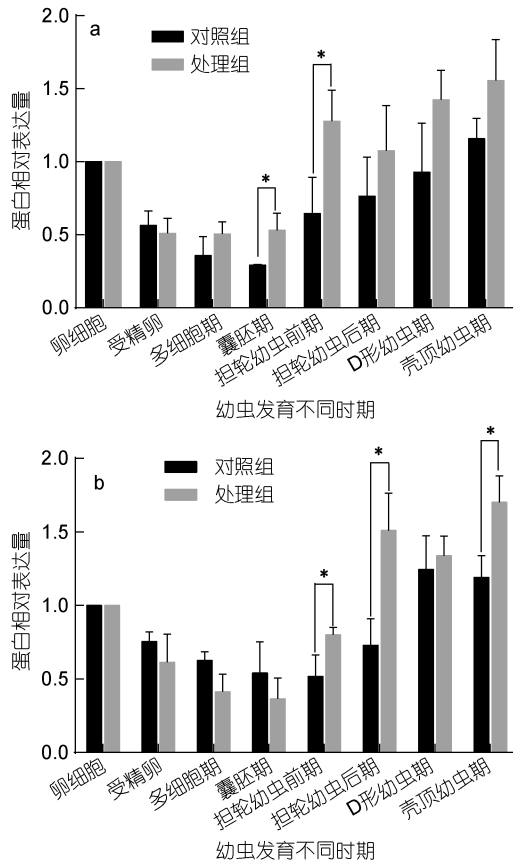 a
对照组
处理组
*
*
蛋白相对表达量
2.0
1.5
1.0
0.5
0.0
卵细胞
受精卵
多细胞期
囊胚期
担轮幼虫前期
担轮幼虫后期
D形幼虫期
壳顶幼虫期
幼虫发育不同时期
b
对照组
处理组
*
*
*
蛋白相对表达量
2.0
1.5
1.0
0.5
0.0
卵细胞
受精卵
多细胞期
囊胚期
担轮幼虫前期
担轮幼虫后期
D形幼虫期
壳顶幼虫期
幼虫发育不同时期